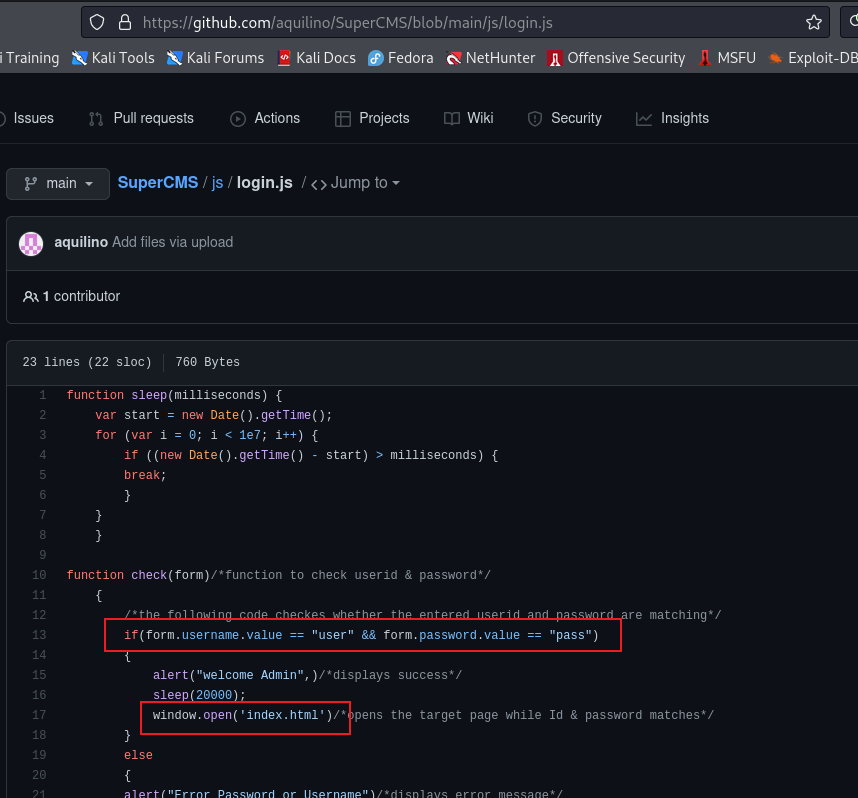 https://github.com/aquilino/SuperCMS/blob/main/js/login.js
i Training Kali Tools Kali Forums Kali Docs Fedora NetHunter Offensive Security MSFU Exploit-DB
Issues Pull requests Actions Projects Wiki Security Insights
main SuperCMS / js / login.js / <> Jump to
aquilino Add files via upload
1 contributor
23 lines (22 sloc) 760 Bytes
1 function sleep(milliseconds) {
2 var start = new Date().getTime();
3 for (var i = 0; i < 1e7; i++) {
4 if ((new Date().getTime() - start) > milliseconds) {
5 break;
6 }
7 }
8 }
9
10 function check(form)/*function to check userid & password*/
11 {
12 /*the following code checkes whether the entered userid and password are matching*/
13 if(form.username.value == "user" && form.password.value == "pass")
14 {
15 alert("welcome Admin",)/*displays success*/
16 sleep(20000);
17 window.open('index.html')/*opens the target page while Id & password matches*/
18 }
19 else
20 {
21 alert("Error Password or Username")/*displays error message*/